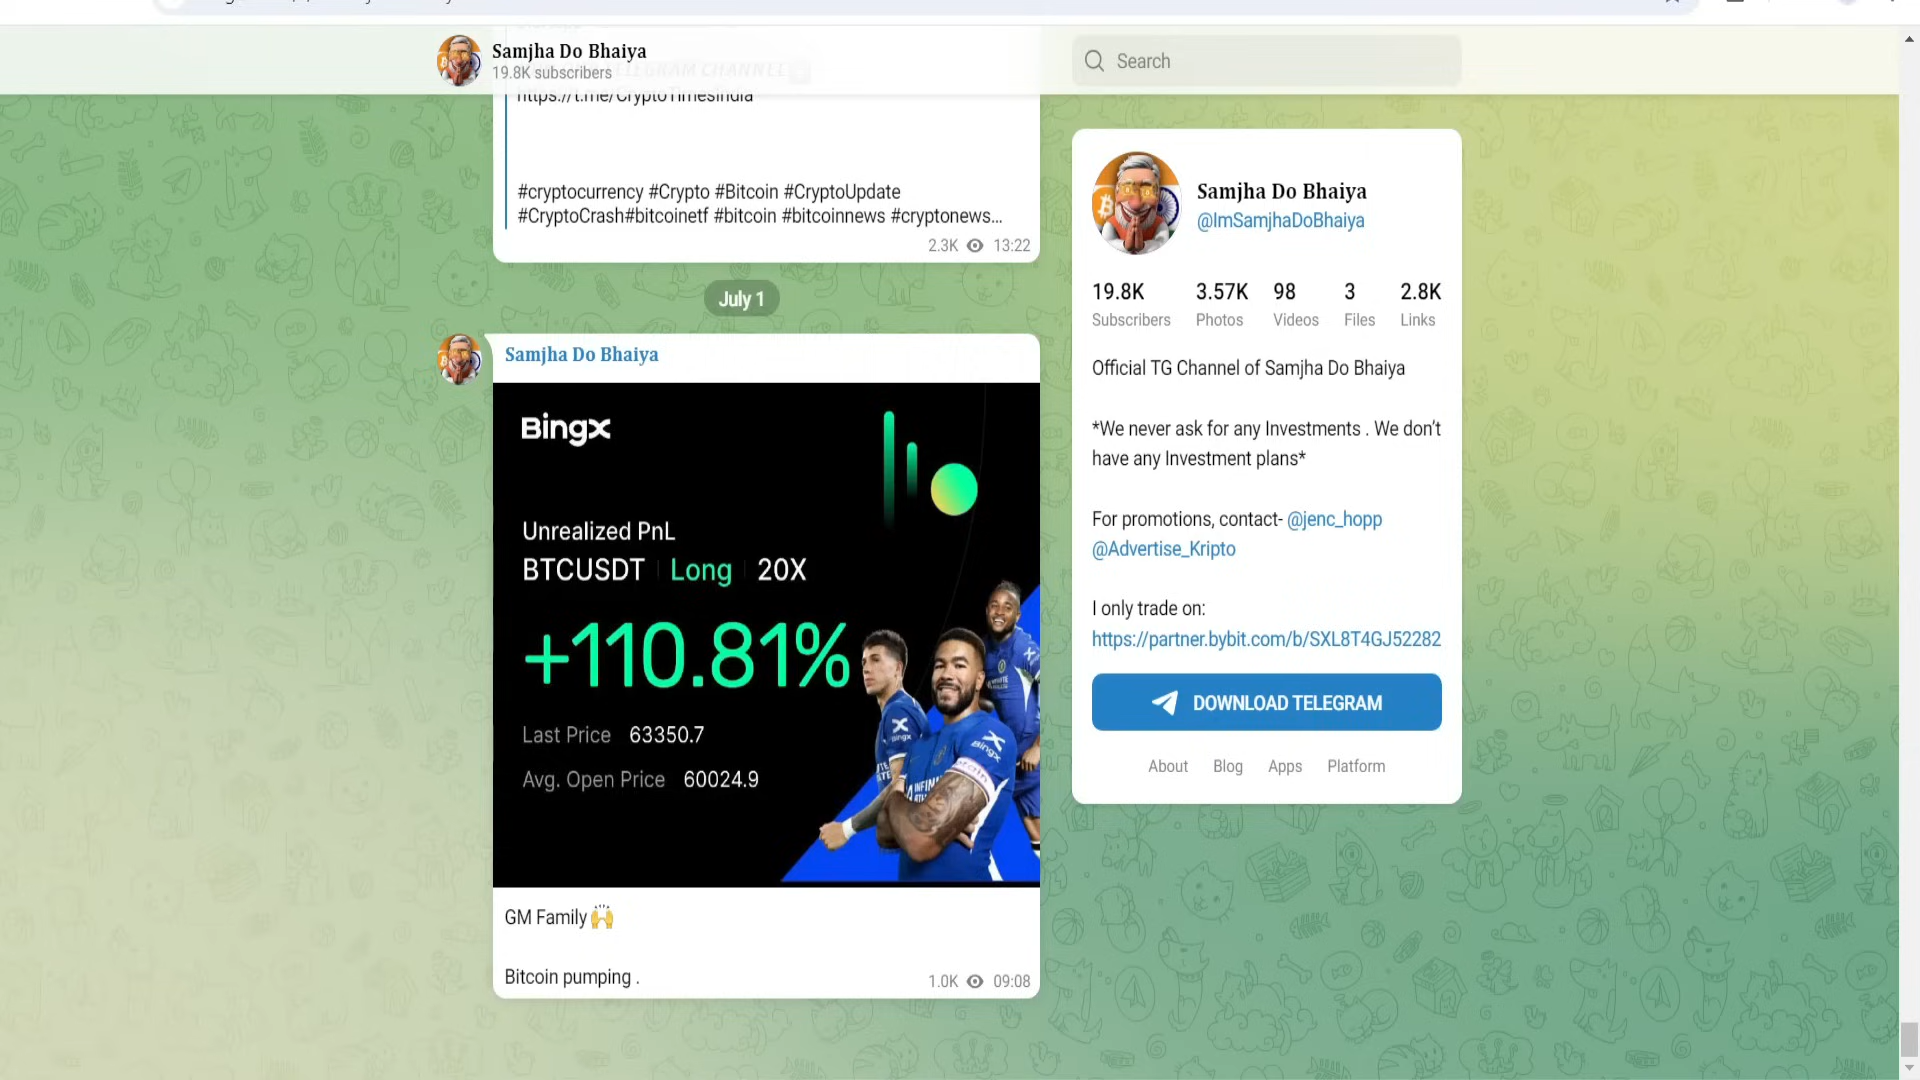 Samjha Do Bhaiya
19.8K subscribers
TELEGRAM CHANNEL
https://t.me/CryptoTimesIndia
#cryptocurrency #Crypto #Bitcoin #CryptoUpdate
#CryptoCrash#bitcoinetf #bitcoin #bitcoinnews #cryptonews...
2.3K 13:22
July 1
Samjha Do Bhaiya
BingX
Unrealized PnL
BTCUSDT Long 20X
+110.81%
Last Price 63350.7
Avg. Open Price 60024.9
GM Family 🙌
Bitcoin pumping .
1.0K 09:08
Search
Samjha Do Bhaiya
@ImSamjhaDoBhaiya
19.8K 3.57K 98 3 2.8K
Subscribers Photos Videos Files Links
Official TG Channel of Samjha Do Bhaiya
*We never ask for any Investments . We don't
have any Investment plans*
For promotions, contact- @jenc_hopp
@Advertise_Kripto
I only trade on:
https://partner.bybit.com/b/SXL8T4GJ52282
DOWNLOAD TELEGRAM
About Blog Apps Platform